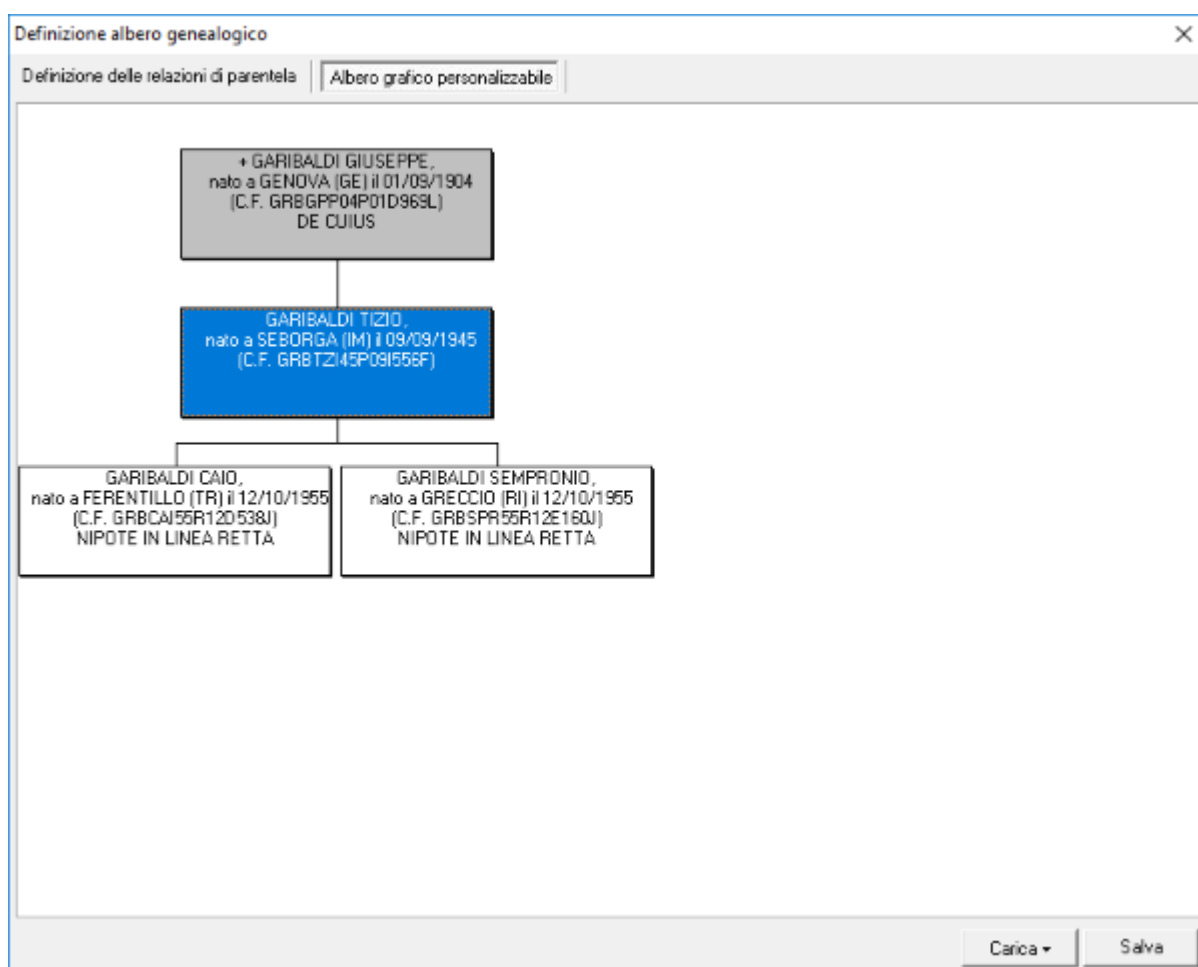 Definizione albero genealogico
Definizione delle relazioni di parentela
Albero grafico personalizzabile
+ GARIBALDI GIUSEPPE,
nato a GENOVA (GE) il 01/09/1904
(C.F. GRBGPP04P01D969L)
DE CUIUS
GARIBALDI TIZIO,
nato a SEBORGA (IM) il 09/09/1945
(C.F. GRBTZI45P09I556F)
GARIBALDI CAIO,
nato a FERENTILLO (TR) il 12/10/1955
(C.F. GRBCAI55R12D538J)
NIPOTE IN LINEA RETTA
GARIBALDI SEMPRONIO,
nato a GRECCIO (RI) il 12/10/1955
(C.F. GRBSPR55R12E160J)
NIPOTE IN LINEA RETTA
Carica
Salva